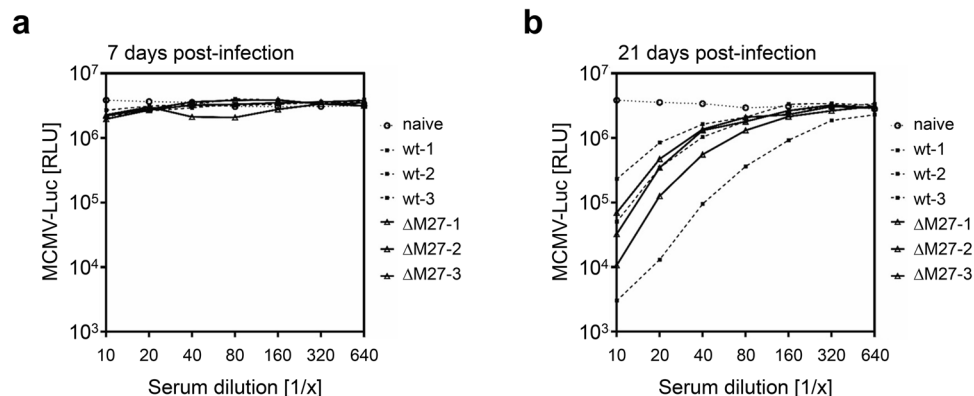 a
7 days post-infection
MCMV-Luc [RLU]
10⁷
10⁶
10⁵
10⁴
10³
10 20 40 80 160 320 640
Serum dilution [1/x]
naive
wt-1
wt-2
wt-3
ΔM27-1
ΔM27-2
ΔM27-3
b
21 days post-infection
MCMV-Luc [RLU]
10⁷
10⁶
10⁵
10⁴
10³
10 20 40 80 160 320 640
Serum dilution [1/x]
naive
wt-1
wt-2
wt-3
ΔM27-1
ΔM27-2
ΔM27-3